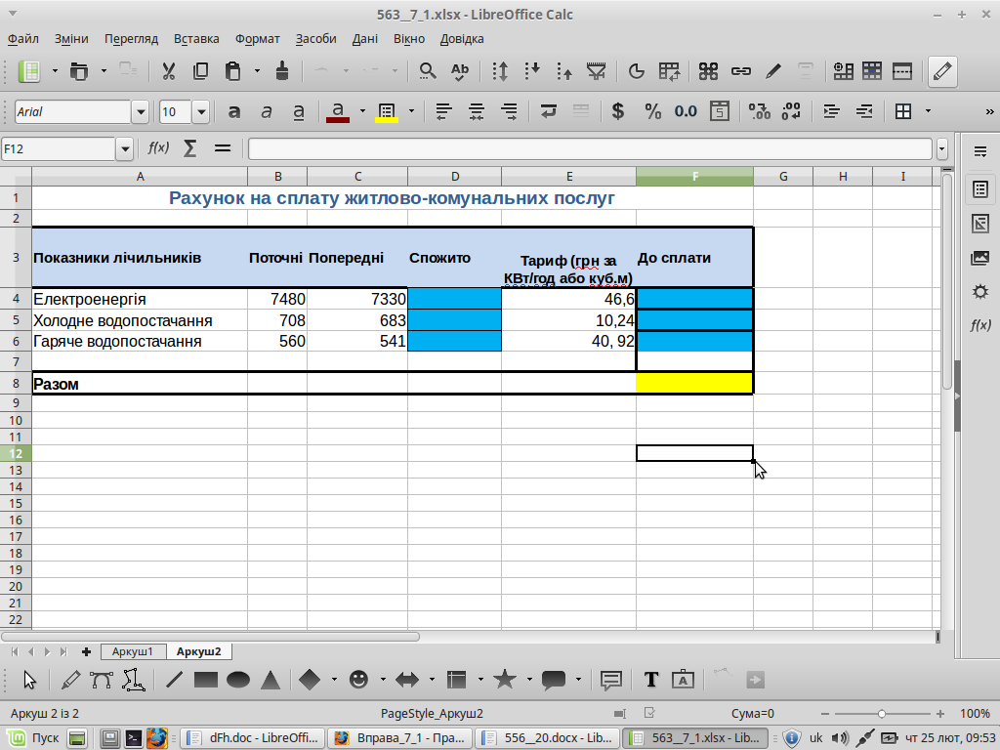 563__7_1.xlsx - LibreOffice Calc
Файл Зміни Перегляд Вставка Формат Засоби Дані Вікно Довідка
Arial 10
F12
A B C D E F G H I
1 Рахунок на сплату житлово-комунальних послуг
2
3 Показники лічильників Поточні Попередні Спожито Тариф (грн за До сплати
КВт/год або куб.м)
4 Електроенергія 7480 7330 46,6
5 Холодне водопостачання 708 683 10,24
6 Гаряче водопостачання 560 541 40, 92
7
8 Разом
9
10
11
12
13
14
15
16
17
18
19
20
21
22
Аркуш1 Аркуш2
Аркуш 2 із 2 PageStyle_Аркуш2 Сума=0 100%
Пуск dFh.doc - LibreOffi... Вправа_7_1 - Пра... 556__20.docx - Lib... 563__7_1.xlsx - Lib... uk чт 25 лют, 09:53